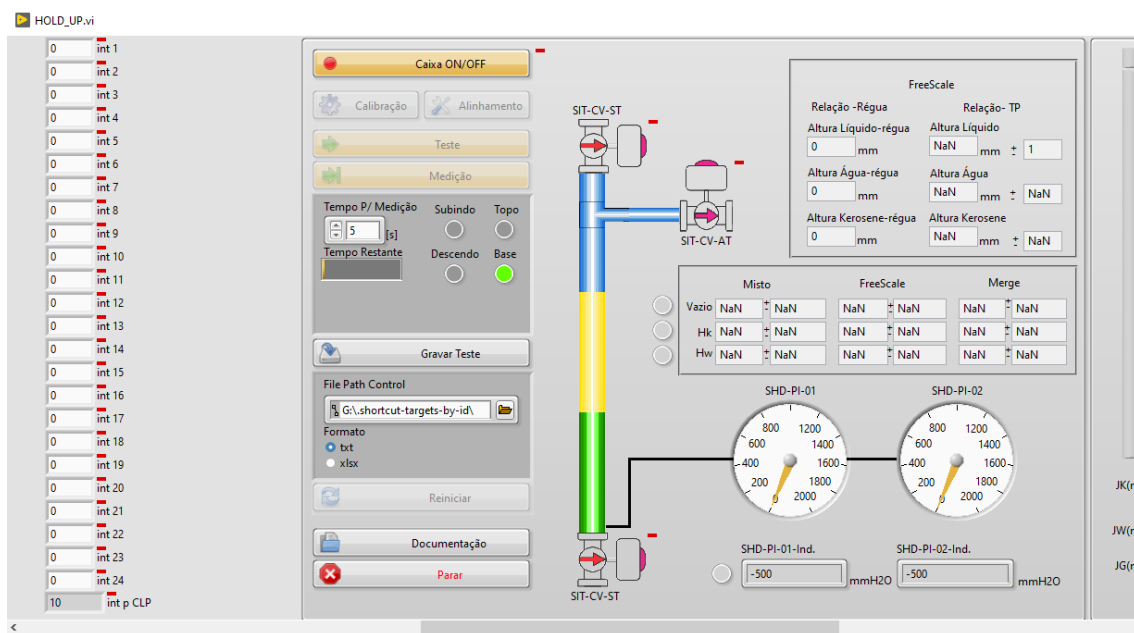 HOLD_UP.vi
0 int 1
0 int 2
0 int 3
0 int 4
0 int 5
0 int 6
0 int 7
0 int 8
0 int 9
0 int 10
0 int 11
0 int 12
0 int 13
0 int 14
0 int 15
0 int 16
0 int 17
0 int 18
0 int 19
0 int 20
0 int 21
0 int 22
0 int 23
0 int 24
10 int p CLP
Caixa ON/OFF
Calibração Alinhamento
Teste
Medição
Tempo P/ Medição Subindo Topo
5 [s]
Tempo Restante Descendo Base
Gravar Teste
File Path Control
G:\.shortcut-targets-by-id\
Formato
txt
xlsx
Reiniciar
Documentação
Parar
SIT-CV-ST
SIT-CV-AT
SIT-CV-ST
FreeScale
Relação -Régua Relação- TP
Altura Líquido-régua Altura Líquido
0 mm NaN mm ± 1
Altura Água-régua Altura Água
0 mm NaN mm ± NaN
Altura Kerosene-régua Altura Kerosene
0 mm NaN mm ± NaN
Misto FreeScale Merge
Vazio NaN ± NaN NaN ± NaN NaN ± NaN
Hk NaN ± NaN NaN ± NaN NaN ± NaN
Hw NaN ± NaN NaN ± NaN NaN ± NaN
SHD-PI-01 SHD-PI-02
800 1200 800 1200
600 1400 600 1400
400 1600 400 1600
200 1800 200 1800
0 2000 0 2000
SHD-PI-01-Ind. SHD-PI-02-Ind.
-500 mmH2O -500 mmH2O
JK(r
JW(r
JG(r